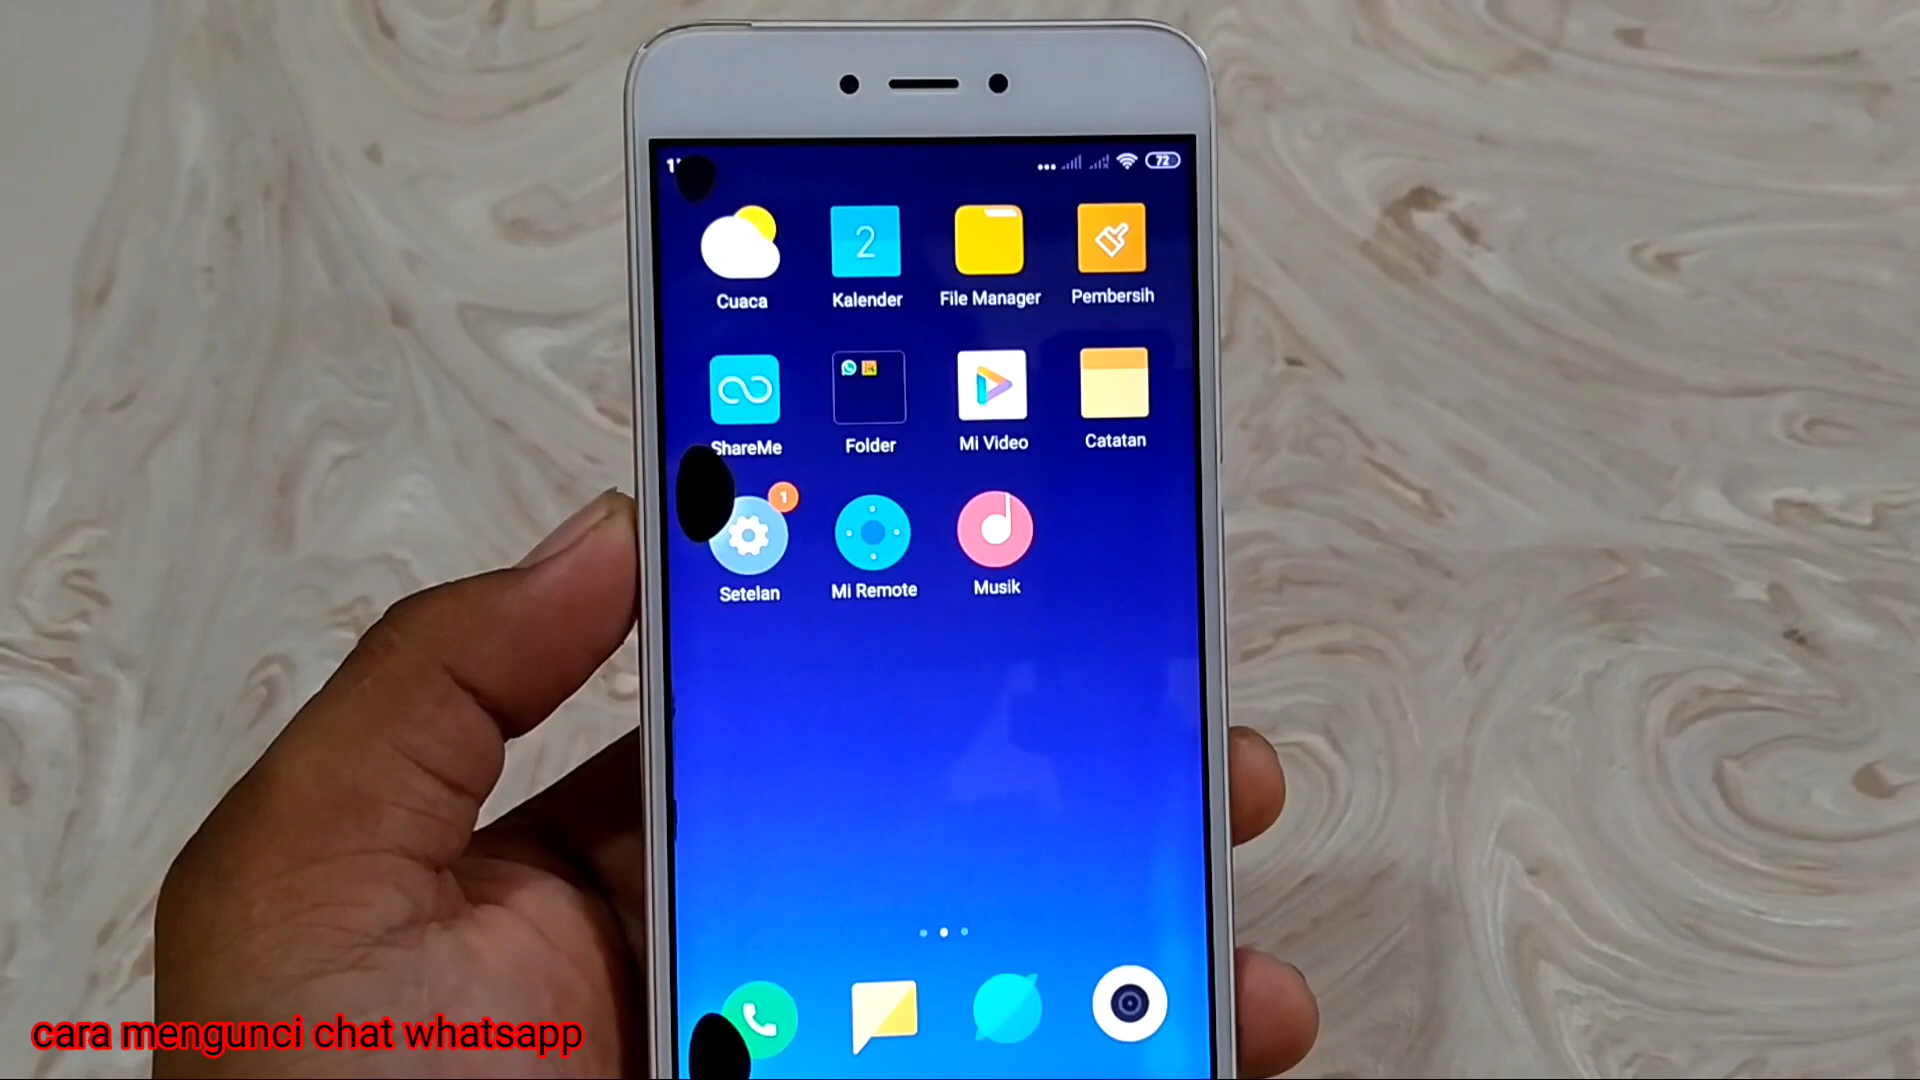 72
2
Cuaca
Kalender
File Manager
Pembersih
ShareMe
Folder
Mi Video
Catatan
1
Setelan
Mi Remote
Musik
cara mengunci chat whatsapp